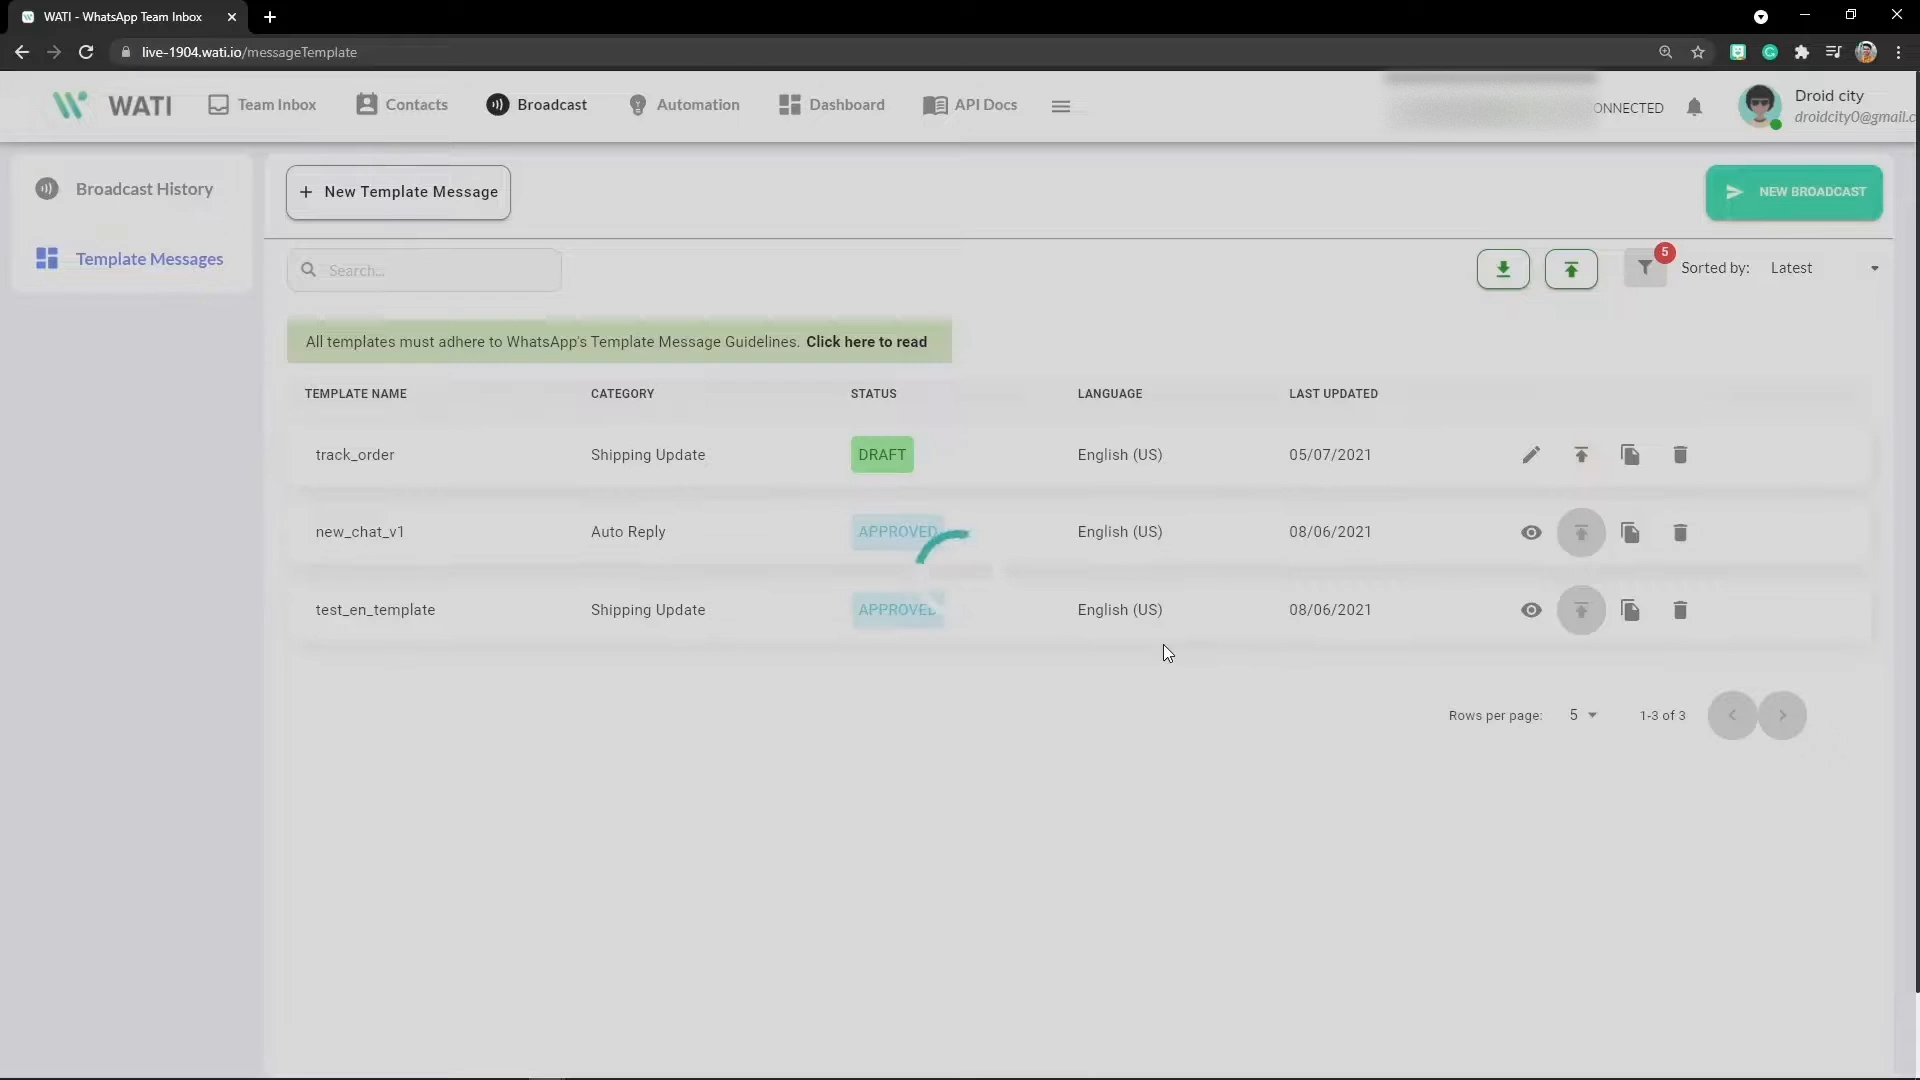 WATI - WhatsApp Team Inbox
live-1904.wati.io/messageTemplate
WATI
Team Inbox
Contacts
Broadcast
Automation
Dashboard
API Docs
ONNECTED
Droid city
droidcity0@gmail.c
Broadcast History
Template Messages
+ New Template Message
NEW BROADCAST
Search...
5
Sorted by: Latest
All templates must adhere to WhatsApp's Template Message Guidelines. Click here to read
TEMPLATE NAME CATEGORY STATUS LANGUAGE LAST UPDATED
track_order Shipping Update DRAFT English (US) 05/07/2021
new_chat_v1 Auto Reply APPROVED English (US) 08/06/2021
test_en_template Shipping Update APPROVED English (US) 08/06/2021
Rows per page: 5 1-3 of 3